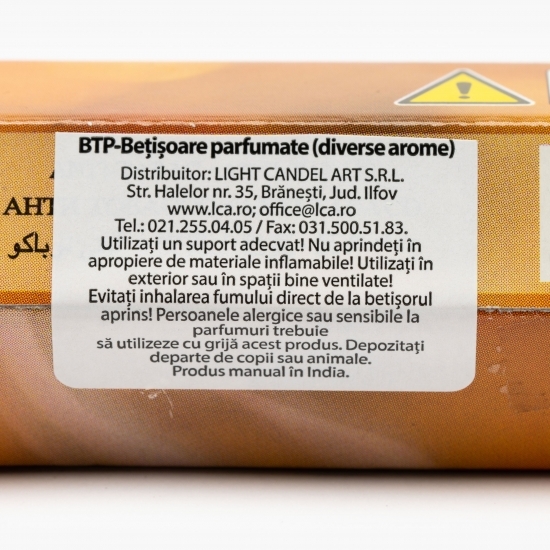 BTP-Bețișoare parfumate (diverse arome)
Distribuitor: LIGHT CANDEL ART S.R.L.
Str. Halelor nr. 35, Brănești, Jud. Ilfov
www.lca.ro; office@lca.ro
Tel.: 021.255.04.05 / Fax: 031.500.51.83.
Utilizați un suport adecvat! Nu aprindeți în
apropiere de materiale inflamabile! Utilizați în
exterior sau în spații bine ventilate!
Evitați inhalarea fumului direct de la bețișorul
aprins! Persoanele alergice sau sensibile la
parfumuri trebuie
să utilizeze cu grijă acest produs. Depozitați
departe de copii sau animale.
Produs manual în India.